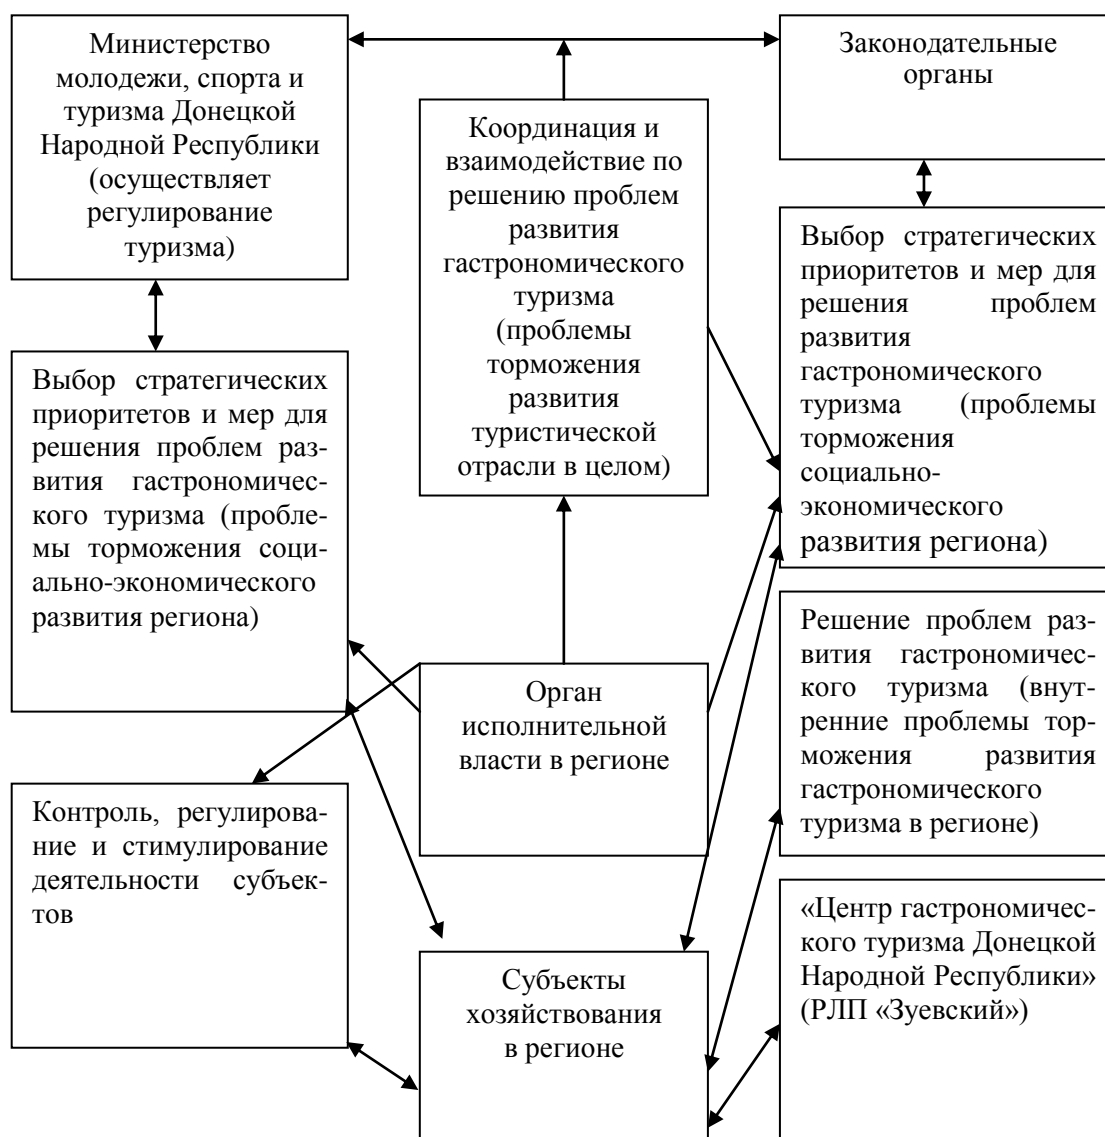 Министерство
молодежи, спорта и
туризма Донецкой
Народной Республики
(осуществляет
регулирование
туризма)
Законодательные
органы
Координация и
взаимодействие по
решению проблем
развития
гастрономического
туризма
(проблемы
торможения
развития
туристической
отрасли в целом)
Выбор стратегических
приоритетов и мер для
решения проблем
развития
гастрономического
туризма (проблемы
торможения
социально-
экономического
развития региона)
Выбор стратегических
приоритетов и мер для
решения проблем раз-
вития гастрономичес-
кого туризма (пробле-
мы торможения соци-
ально-экономического
развития региона)
Орган
исполнительной
власти в регионе
Решение проблем раз-
вития гастрономичес-
кого туризма (внут-
ренние проблемы тор-
можения развития
гастрономического
туризма в регионе)
Контроль, регулирова-
ние и стимулирование
деятельности субъек-
тов
Субъекты
хозяйствования
в регионе
«Центр гастрономичес-
кого туризма Донецкой
Народной Республики»
(РЛП «Зуевский»)